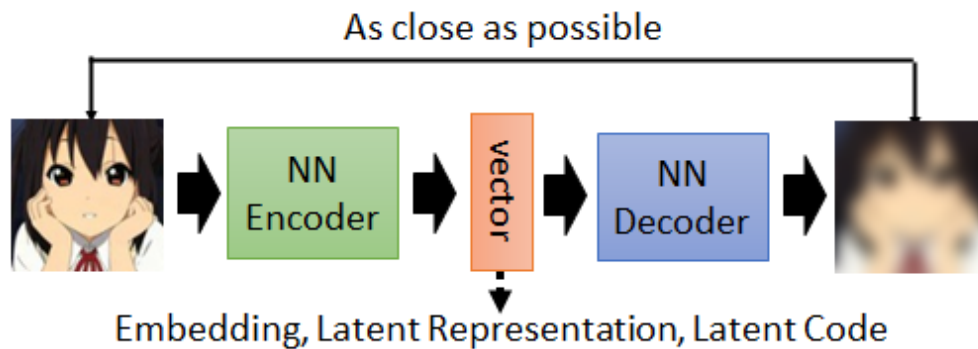 As close as possible
NN
Encoder
vector
NN
Decoder
Embedding, Latent Representation, Latent Code